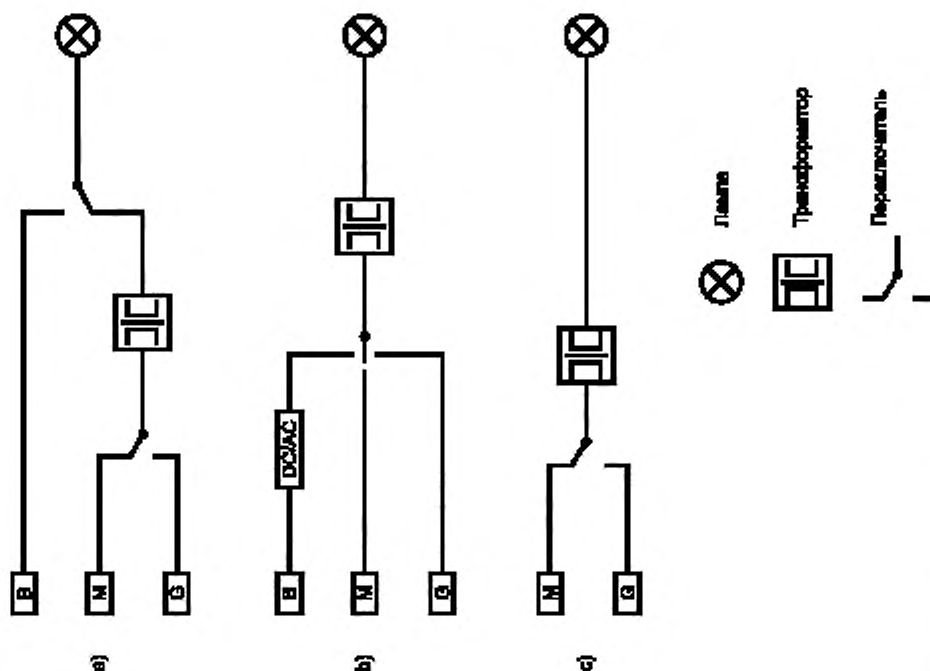 a)
B
M
G
b)
B
DC/AC
M
G
c)
M
G
Лампа
Трансформатор
Переключатель